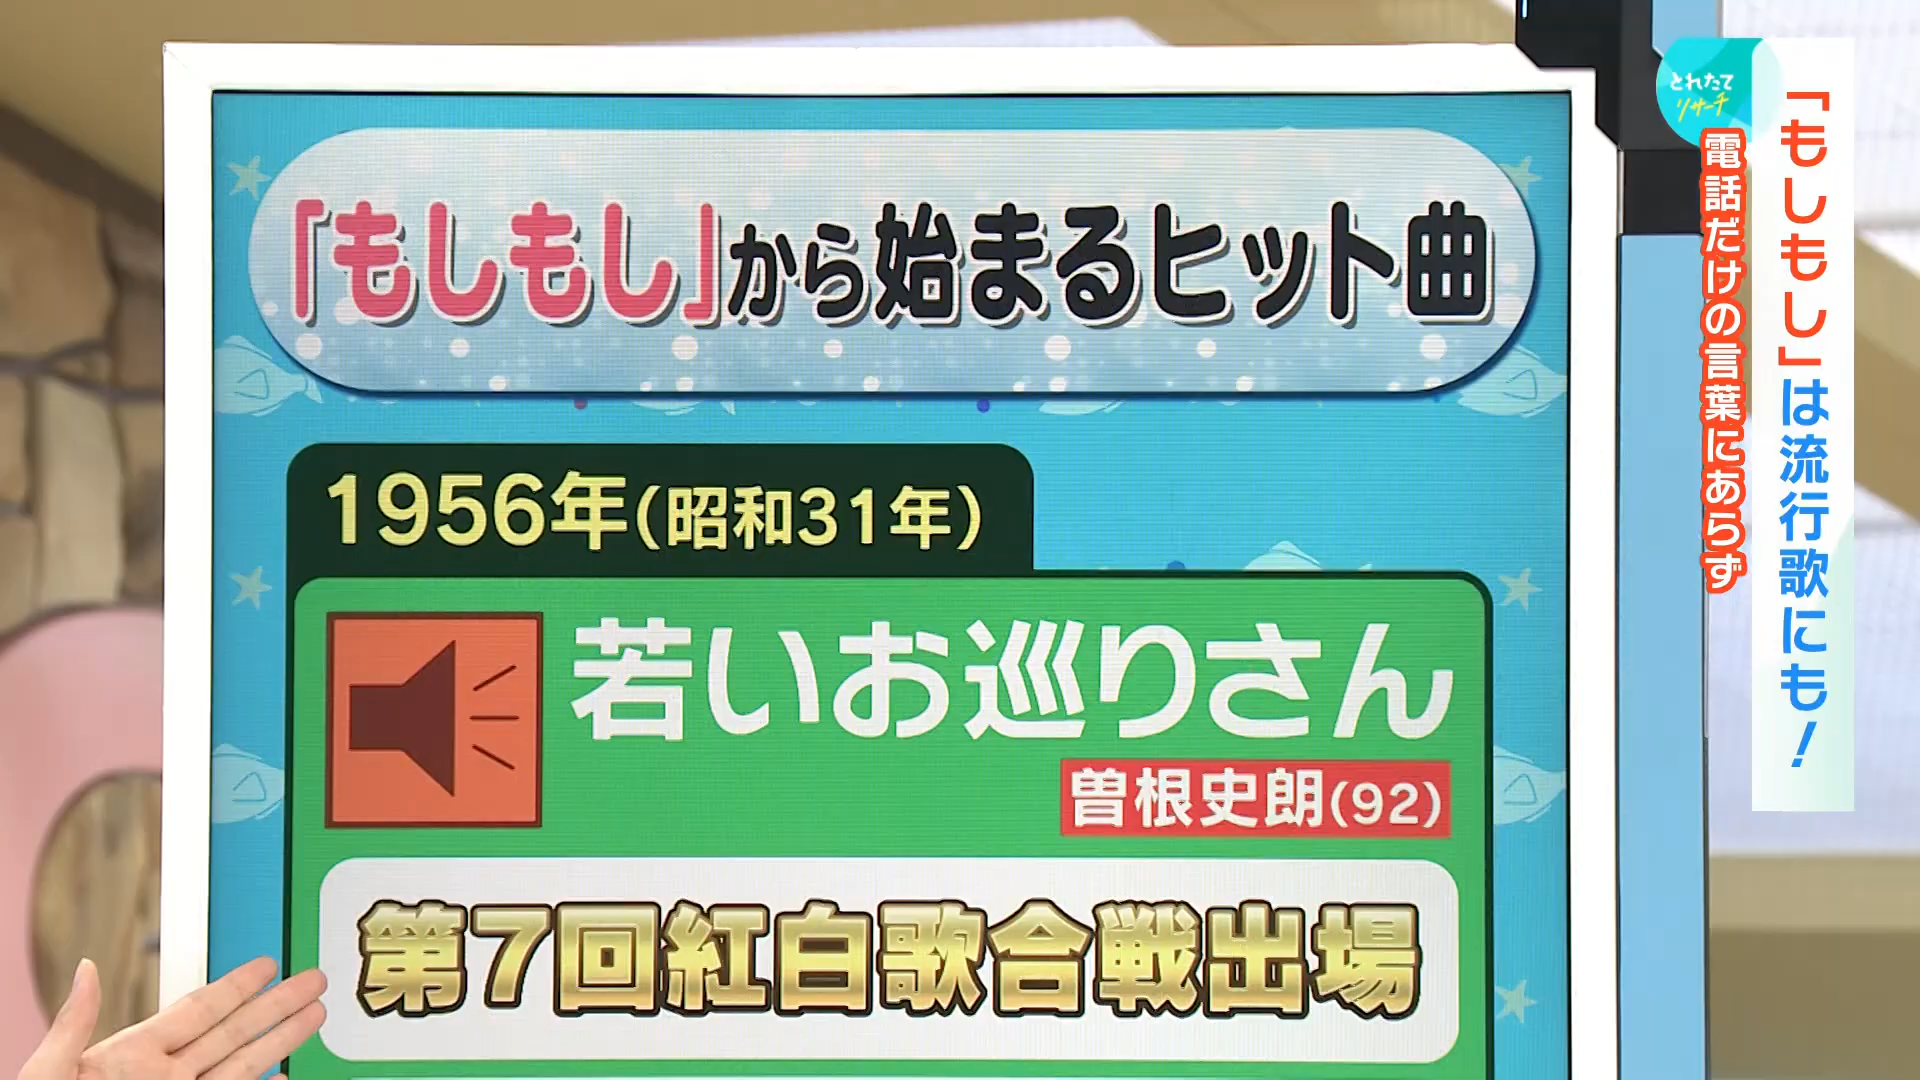 「もしもし」から始まるヒット曲
1956年(昭和31年)
若いお巡りさん
曽根史朗(92)
第7回紅白歌合戦出場
とれたて
リサーチ
「もしもし」は流行歌にも!
電話だけの言葉にあらず